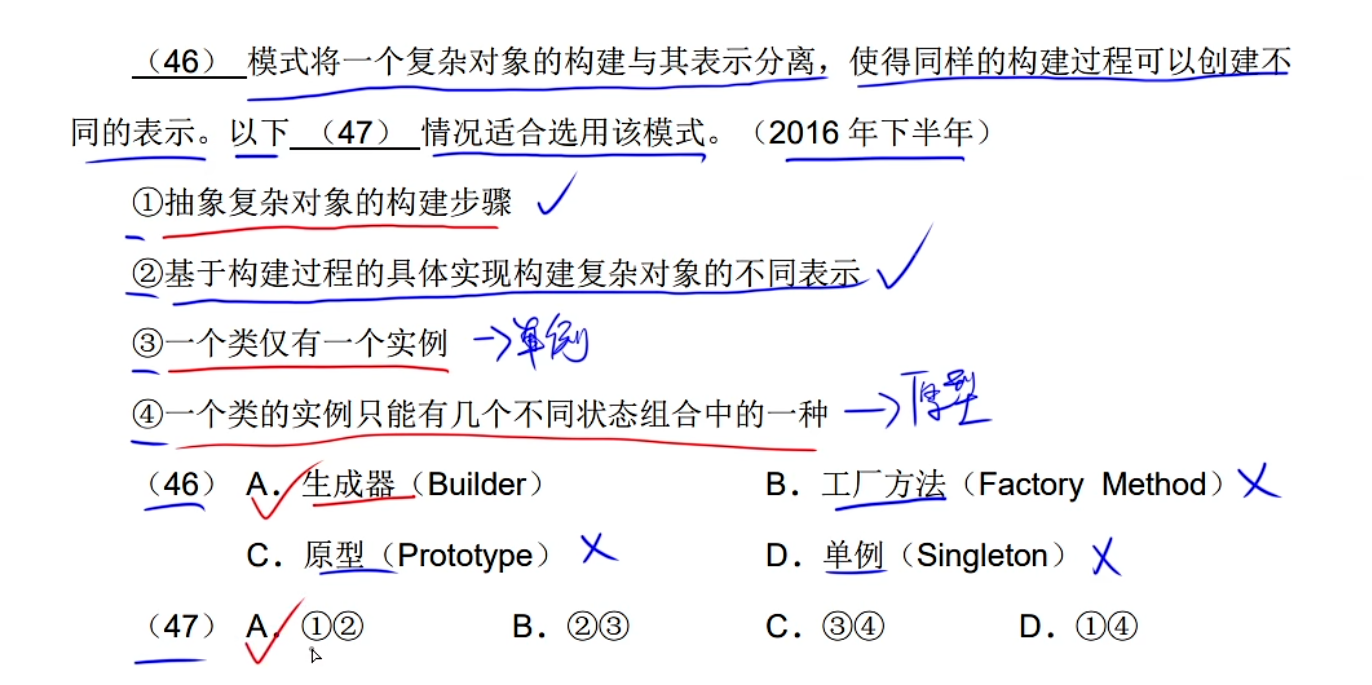 （46） 模式将一个复杂对象的构建与其表示分离，使得同样的构建过程可以创建不
同的表示。以下 （47） 情况适合选用该模式。（2016 年下半年）
①抽象复杂对象的构建步骤
②基于构建过程的具体实现构建复杂对象的不同表示
③一个类仅有一个实例 →单例
④一个类的实例只能有几个不同状态组合中的一种 →原型
（46） A．生成器（Builder） B．工厂方法（Factory Method）
C．原型（Prototype） D．单例（Singleton）
（47） A．①② B．②③ C．③④ D．①④